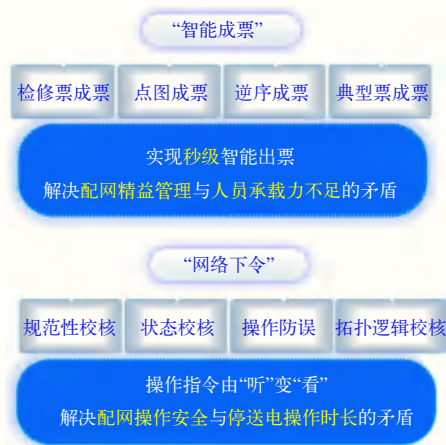 “智能成票”
检修票成票 点图成票 逆序成票 典型票成票
实现秒级智能出票
解决配网精益管理与人员承载力不足的矛盾
“网络下令”
规范性校核 状态校核 操作防误 拓扑逻辑校核
操作指令由“听”变“看”
解决配网操作安全与停送电操作时长的矛盾